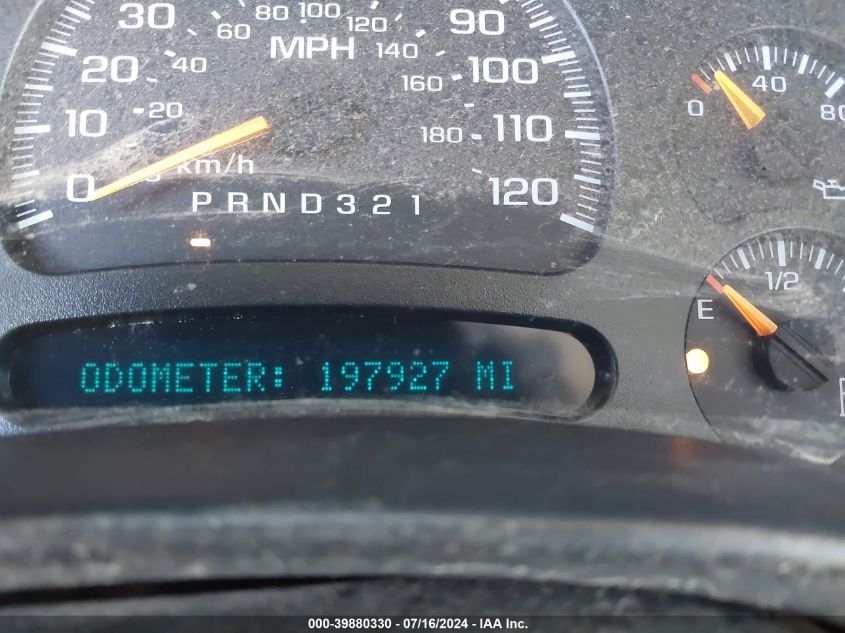 30 60 80 100 120 90
MPH 140
20 40 160 100
10 20 180 110
0 km/h 120
P R N D 3 2 1
0 40 80
E 1/2
ODOMETER: 197927 MI
000-39880330 - 07/16/2024 - IAA Inc.